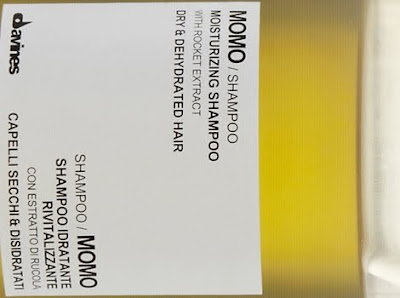 davines
MOMO / SHAMPOO
MOISTURIZING SHAMPOO
WITH ROCKET EXTRACT
DRY & DEHYDRATED HAIR
SHAMPOO / MOMO
SHAMPOO IDRATANTE
RIVITALIZZANTE
CON ESTRATTO DI RUCOLA
CAPELLI SECCHI & DISIDRATATI